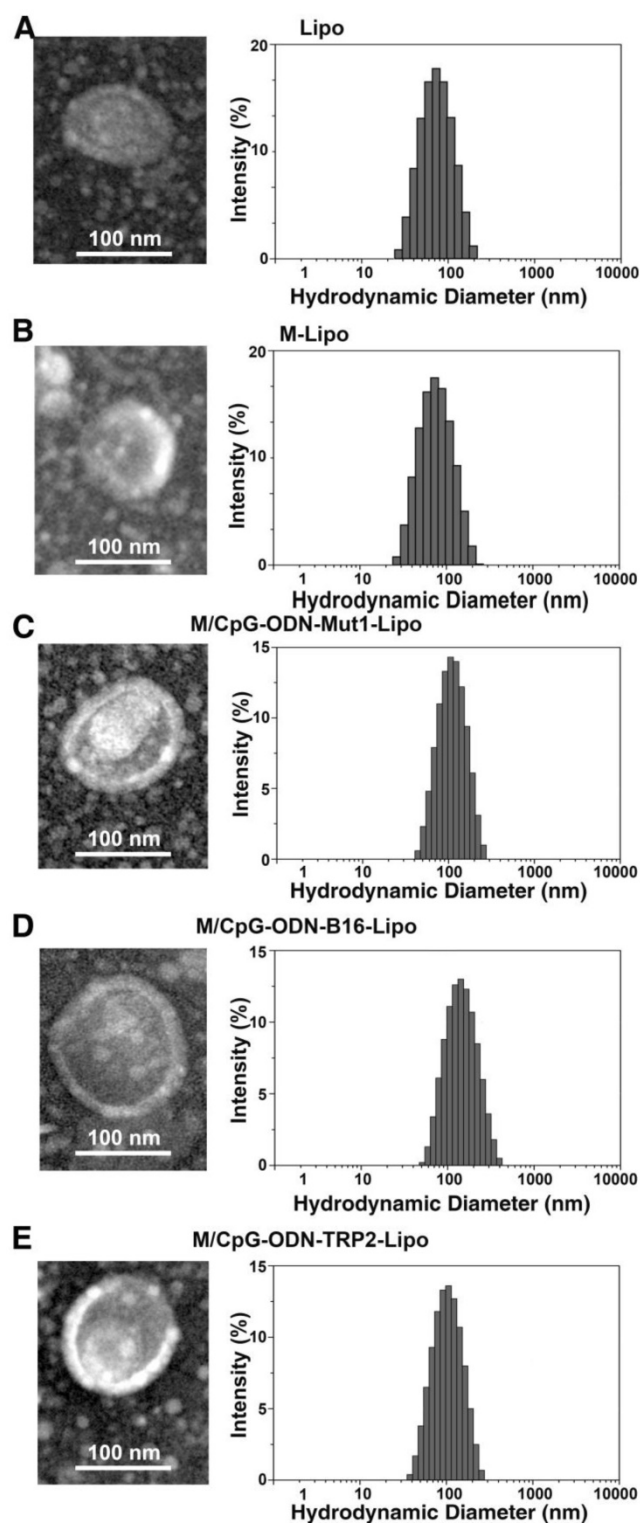 A
Lipo
100 nm
Intensity (%)
20
10
0
1 10 100 1000 10000
Hydrodynamic Diameter (nm)
B
M-Lipo
100 nm
Intensity (%)
20
10
0
1 10 100 1000 10000
Hydrodynamic Diameter (nm)
C
M/CpG-ODN-Mut1-Lipo
100 nm
Intensity (%)
15
10
5
0
1 10 100 1000 10000
Hydrodynamic Diameter (nm)
D
M/CpG-ODN-B16-Lipo
100 nm
Intensity (%)
15
10
5
0
1 10 100 1000 10000
Hydrodynamic Diameter (nm)
E
M/CpG-ODN-TRP2-Lipo
100 nm
Intensity (%)
15
10
5
0
1 10 100 1000 10000
Hydrodynamic Diameter (nm)